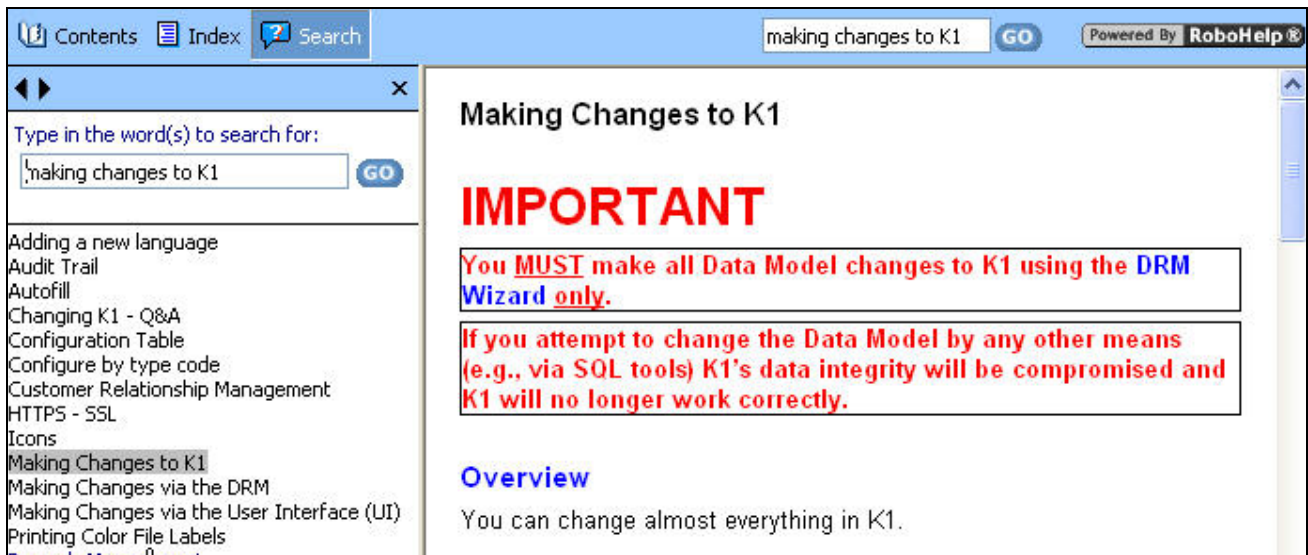 Contents Index Search making changes to K1 GO Powered By RoboHelp ®
Type in the word(s) to search for:
making changes to K1 GO
Adding a new language
Audit Trail
Autofill
Changing K1 - Q&A
Configuration Table
Configure by type code
Customer Relationship Management
HTTPS - SSL
Icons
Making Changes to K1
Making Changes via the DRM
Making Changes via the User Interface (UI)
Printing Color File Labels
Making Changes to K1
IMPORTANT
You MUST make all Data Model changes to K1 using the DRM
Wizard only.
If you attempt to change the Data Model by any other means
(e.g., via SQL tools) K1's data integrity will be compromised and
K1 will no longer work correctly.
Overview
You can change almost everything in K1.